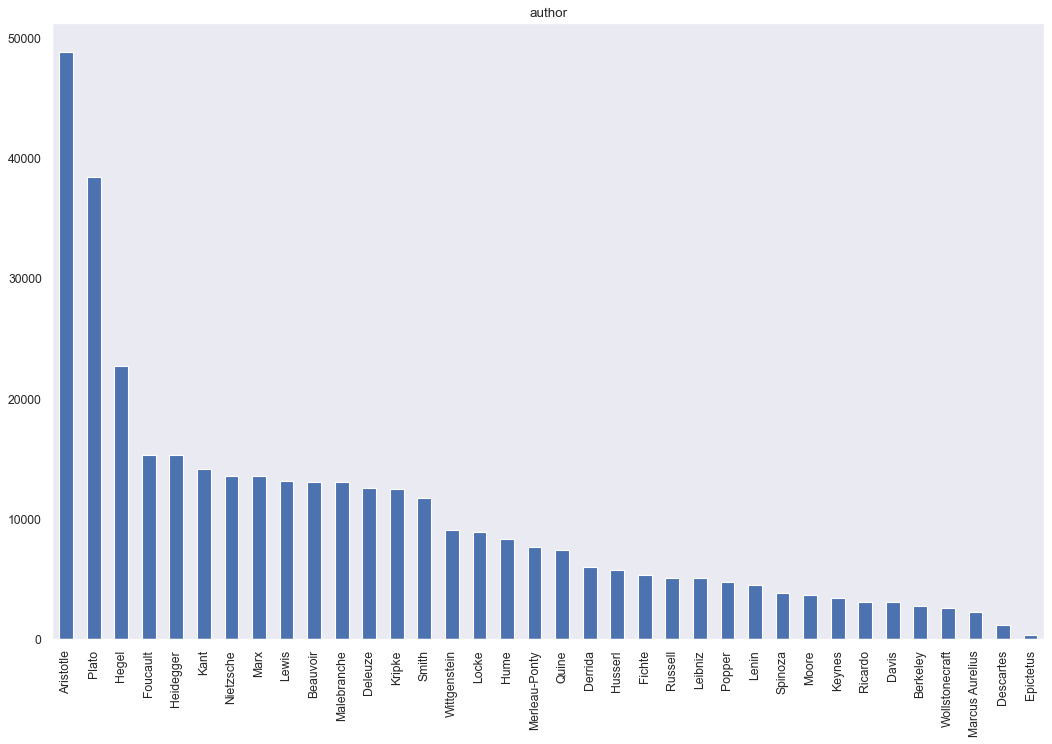 author
50000
40000
30000
20000
10000
0
Aristotle
Plato
Hegel
Foucault
Heidegger
Kant
Nietzsche
Marx
Lewis
Beauvoir
Malebranche
Deleuze
Kripke
Smith
Wittgenstein
Locke
Hume
Merleau-Ponty
Quine
Derrida
Husserl
Fichte
Russell
Leibniz
Popper
Lenin
Spinoza
Moore
Keynes
Ricardo
Davis
Berkeley
Wollstonecraft
Marcus Aurelius
Descartes
Epictetus